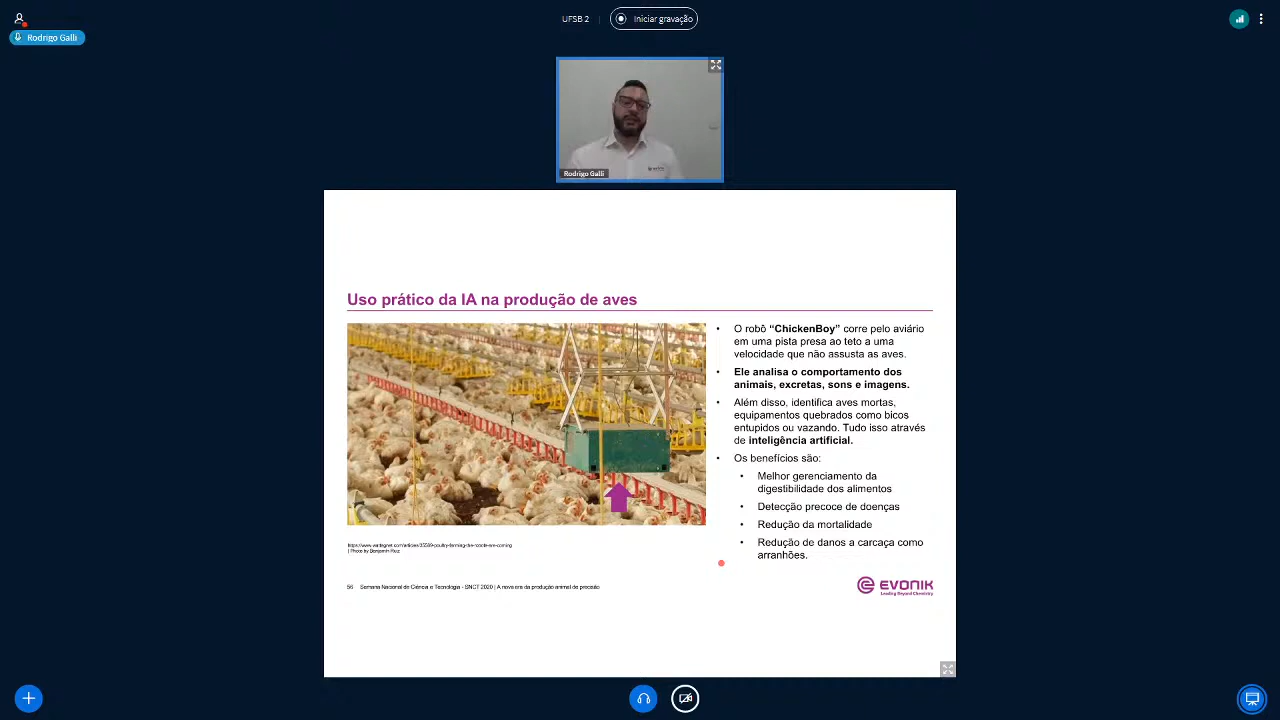 UFSB 2
Iniciar gravação
Rodrigo Galli
Rodrigo Galli
Uso prático da IA na produção de aves
• O robô “ChickenBoy” corre pelo aviário
em uma pista presa ao teto a uma
velocidade que não assusta as aves.
• Ele analisa o comportamento dos
animais, excretas, sons e imagens.
• Além disso, identifica aves mortas,
equipamentos quebrados como bicos
entupidos ou vazando. Tudo isso através
de inteligência artificial.
• Os benefícios são:
• Melhor gerenciamento da
digestibilidade dos alimentos
• Detecção precoce de doenças
• Redução da mortalidade
• Redução de danos a carcaça como
arranhões.
| Photo by Benjamin Ruiz
56 Semana Nacional de Ciência e Tecnologia - SNCT 2020 | A nova era da produção animal de precisão
EVONIK
Leading Beyond Chemistry